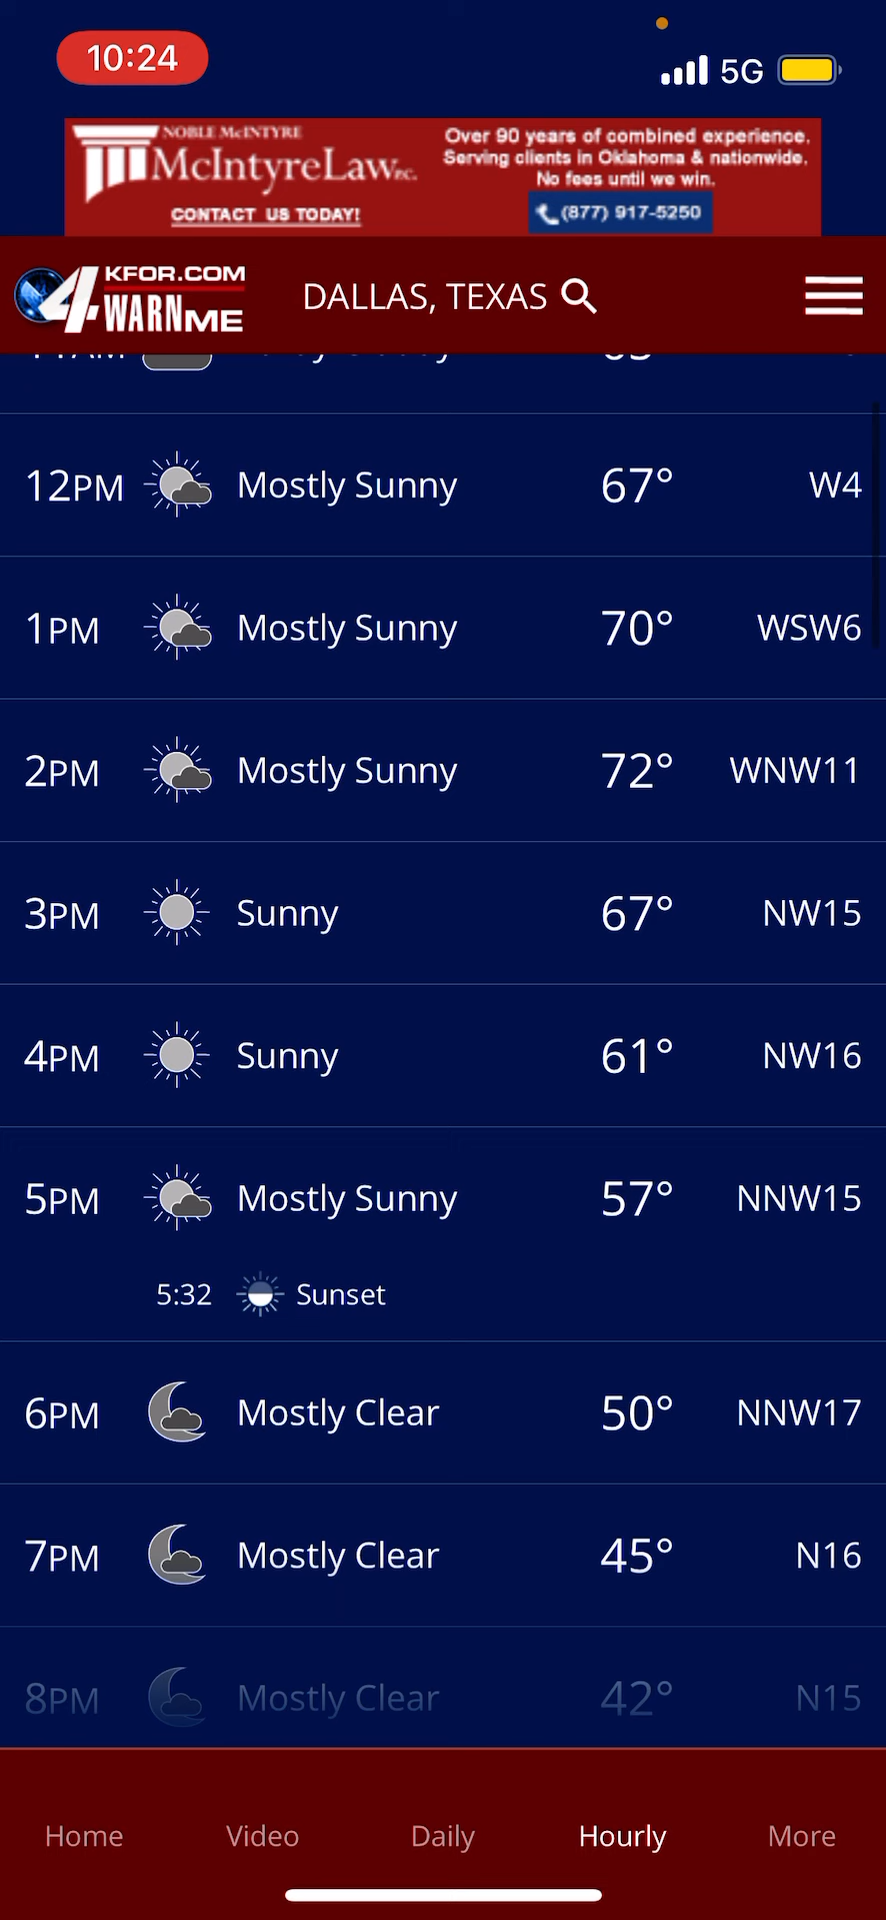 10:24
5G
NOBLE McINTYRE
McIntyreLaw P.C.
CONTACT US TODAY!
Over 90 years of combined experience.
Serving clients in Oklahoma & nationwide.
No fees until we win.
(877) 917-5250
4 KFOR.COM
WARN ME
DALLAS, TEXAS
12PM Mostly Sunny 67° W4
1PM Mostly Sunny 70° WSW6
2PM Mostly Sunny 72° WNW11
3PM Sunny 67° NW15
4PM Sunny 61° NW16
5PM Mostly Sunny 57° NNW15
5:32 Sunset
6PM Mostly Clear 50° NNW17
7PM Mostly Clear 45° N16
8PM Mostly Clear 42° N15
Home Video Daily Hourly More